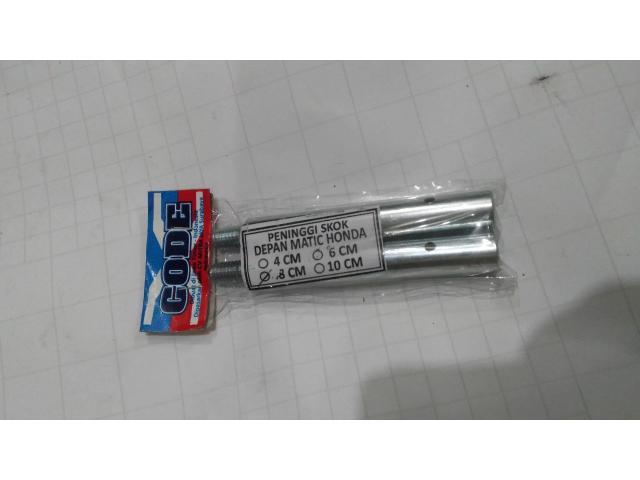 CODE
PENINGGI SKOK
DEPAN MATIC HONDA
4 CM 6 CM
8 CM 10 CM